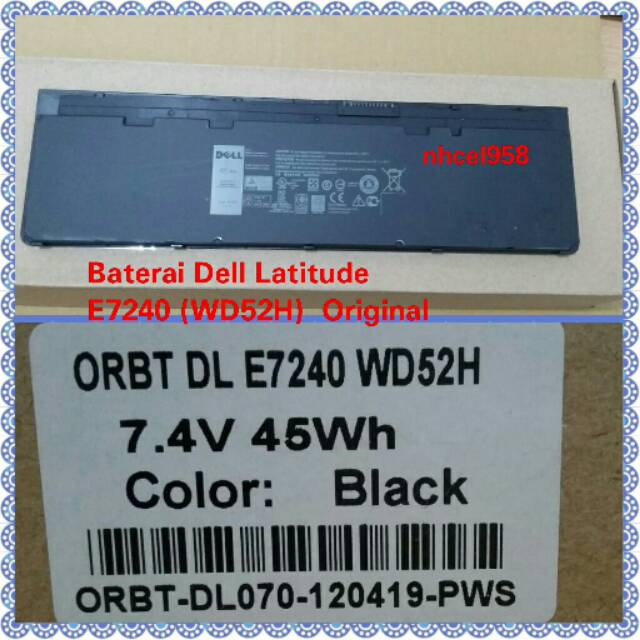 DELL
nhcel958
Baterai Dell Latitude
E7240 (WD52H) Original
ORBT DL E7240 WD52H
7.4V 45Wh
Color: Black
ORBT-DL070-120419-PWS